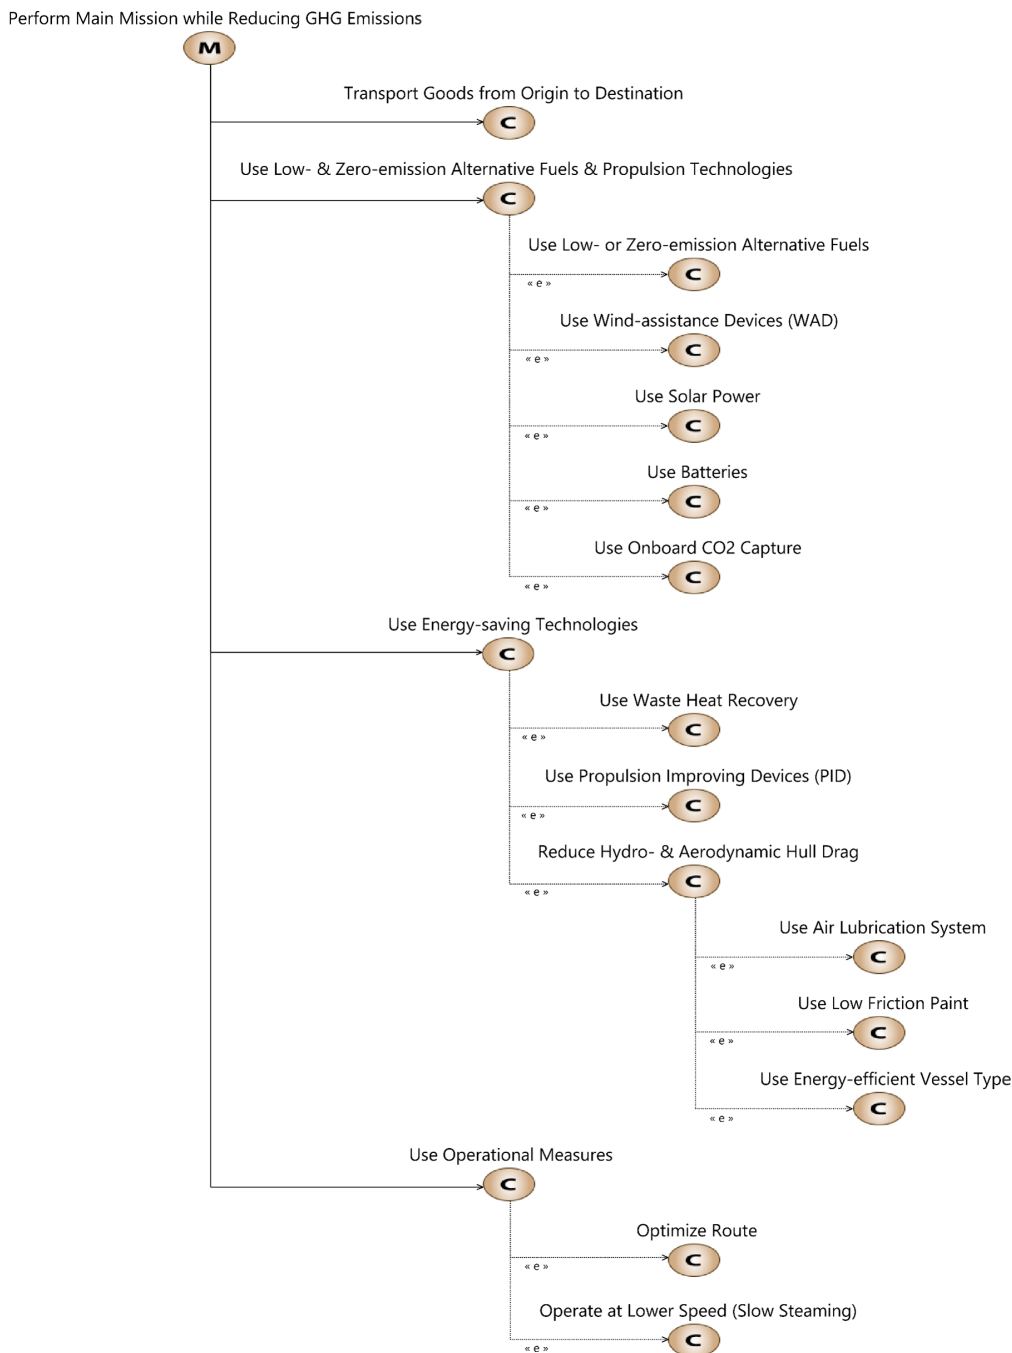 Perform Main Mission while Reducing GHG Emissions
M
Transport Goods from Origin to Destination
C
Use Low- & Zero-emission Alternative Fuels & Propulsion Technologies
C
Use Low- or Zero-emission Alternative Fuels
C
« e »
Use Wind-assistance Devices (WAD)
C
« e »
Use Solar Power
C
« e »
Use Batteries
C
« e »
Use Onboard CO2 Capture
C
« e »
Use Energy-saving Technologies
C
Use Waste Heat Recovery
C
« e »
Use Propulsion Improving Devices (PID)
C
« e »
Reduce Hydro- & Aerodynamic Hull Drag
C
« e »
Use Air Lubrication System
C
« e »
Use Low Friction Paint
C
« e »
Use Energy-efficient Vessel Type
C
« e »
Use Operational Measures
C
Optimize Route
C
« e »
Operate at Lower Speed (Slow Steaming)
C
« e »